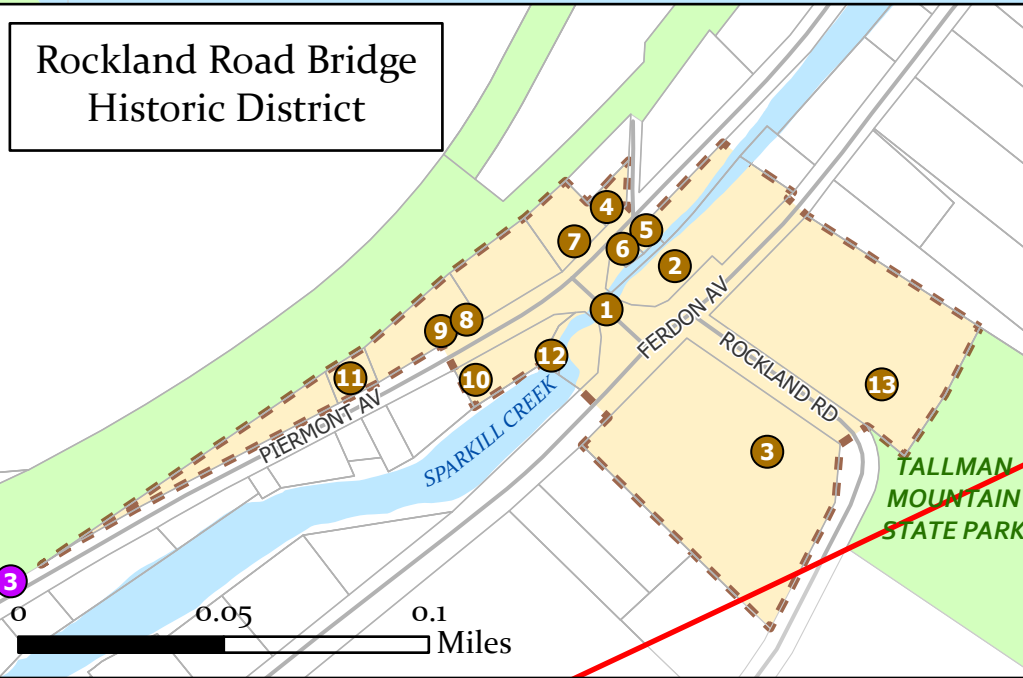 Rockland Road Bridge
Historic District
4
5
7
6
2
1
FERDON AV
8
9
ROCKLAND RD
12
11
10
13
PIERMONT AV
SPARKILL CREEK
3
TALLMAN
MOUNTAIN
STATE PARK
3
0 0.05 0.1
Miles